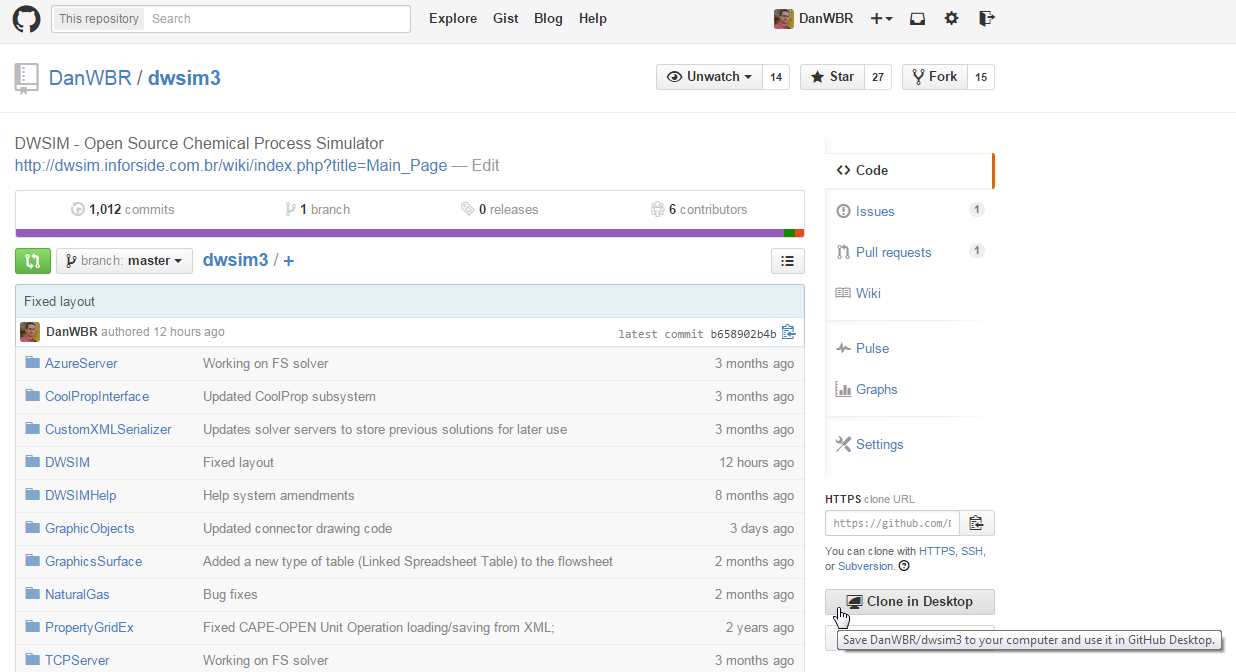 This repository Search Explore Gist Blog Help DanWBR
DanWBR / dwsim3 Unwatch 14 Star 27 Fork 15
DWSIM - Open Source Chemical Process Simulator
http://dwsim.inforside.com.br/wiki/index.php?title=Main_Page — Edit
1,012 commits 1 branch 0 releases 6 contributors
branch: master dwsim3 / +
Fixed layout
DanWBR authored 12 hours ago latest commit b658902b4b
AzureServer Working on FS solver 3 months ago
CoolPropInterface Updated CoolProp subsystem 3 months ago
CustomXMLSerializer Updates solver servers to store previous solutions for later use 3 months ago
DWSIM Fixed layout 12 hours ago
DWSIMHelp Help system amendments 8 months ago
GraphicObjects Updated connector drawing code 3 days ago
GraphicsSurface Added a new type of table (Linked Spreadsheet Table) to the flowsheet 2 months ago
NaturalGas Bug fixes 2 months ago
PropertyGridEx Fixed CAPE-OPEN Unit Operation loading/saving from XML; 2 years ago
TCPServer Working on FS solver 3 months ago
Code
Issues 1
Pull requests 1
Wiki
Pulse
Graphs
Settings
HTTPS clone URL
https://github.com/
You can clone with HTTPS, SSH,
or Subversion.
Clone in Desktop
Save DanWBR/dwsim3 to your computer and use it in GitHub Desktop.